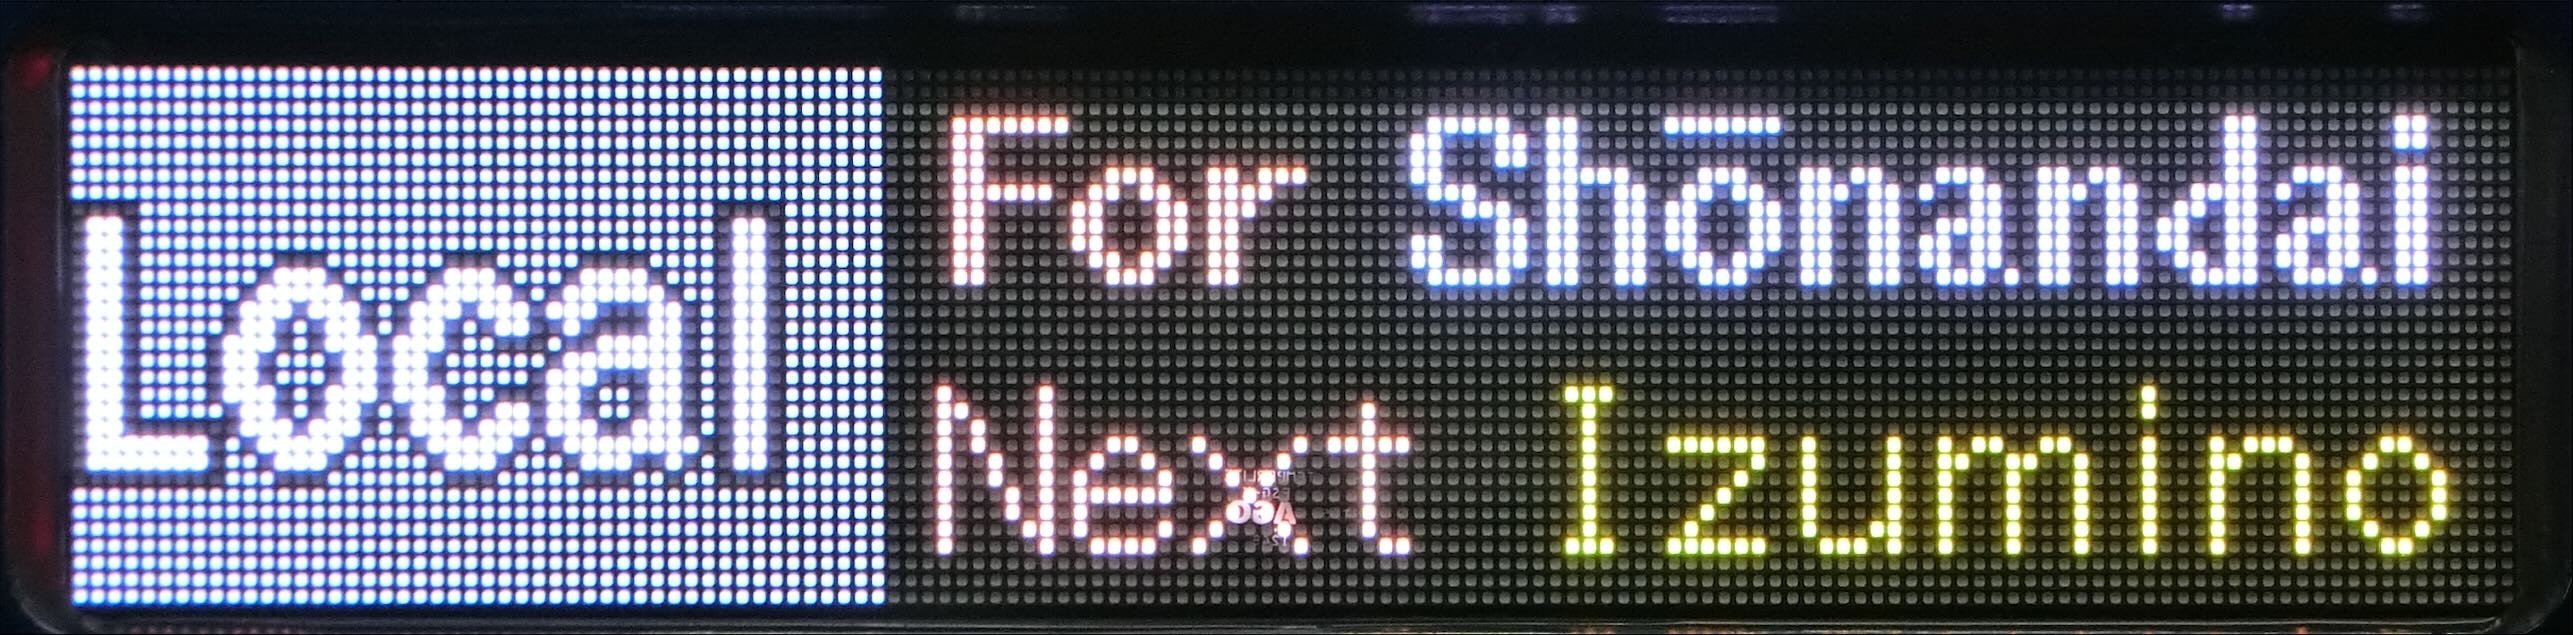 Local
For Shōnandai
Next Izumino